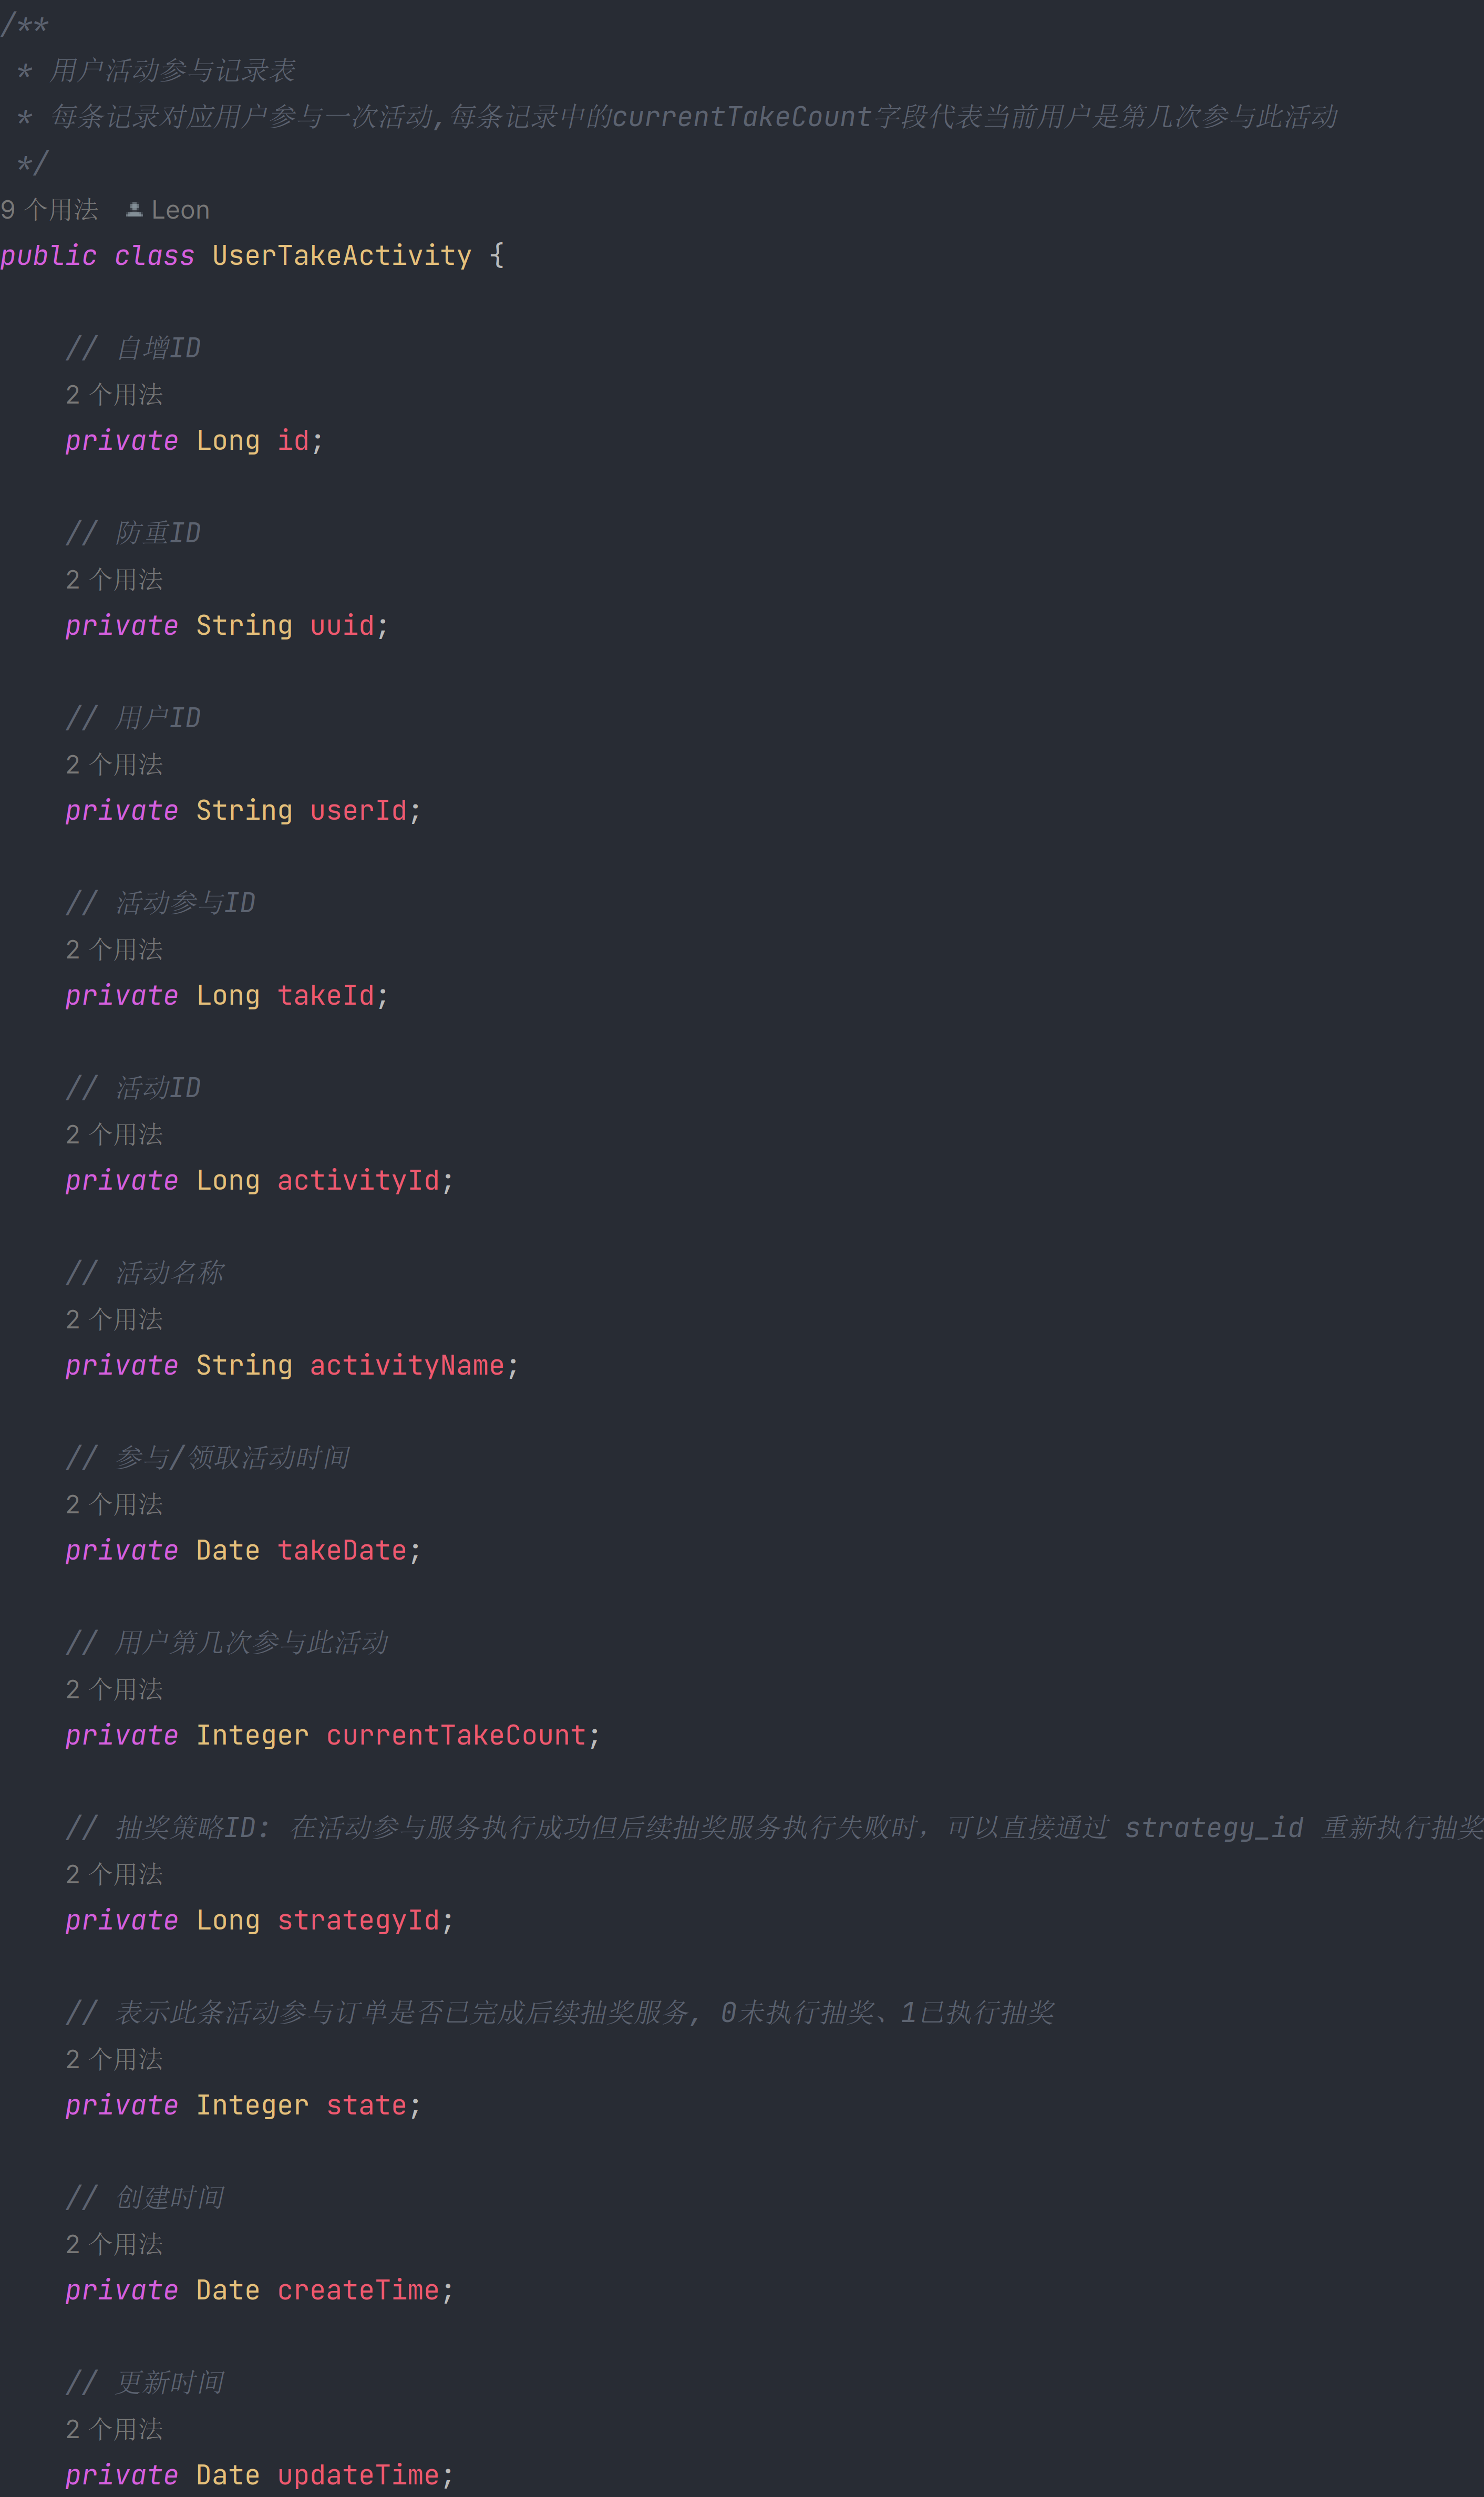 /**
 * 用户活动参与记录表
 * 每条记录对应用户参与一次活动,每条记录中的currentTakeCount字段代表当前用户是第几次参与此活动
 */
9 个用法 Leon
public class UserTakeActivity {
// 自增ID
2 个用法
private Long id;
// 防重ID
2 个用法
private String uuid;
// 用户ID
2 个用法
private String userId;
// 活动参与ID
2 个用法
private Long takeId;
// 活动ID
2 个用法
private Long activityId;
// 活动名称
2 个用法
private String activityName;
// 参与/领取活动时间
2 个用法
private Date takeDate;
// 用户第几次参与此活动
2 个用法
private Integer currentTakeCount;
// 抽奖策略ID: 在活动参与服务执行成功但后续抽奖服务执行失败时，可以直接通过 strategy_id 重新执行抽奖
2 个用法
private Long strategyId;
// 表示此条活动参与订单是否已完成后续抽奖服务, 0未执行抽奖、1已执行抽奖
2 个用法
private Integer state;
// 创建时间
2 个用法
private Date createTime;
// 更新时间
2 个用法
private Date updateTime;